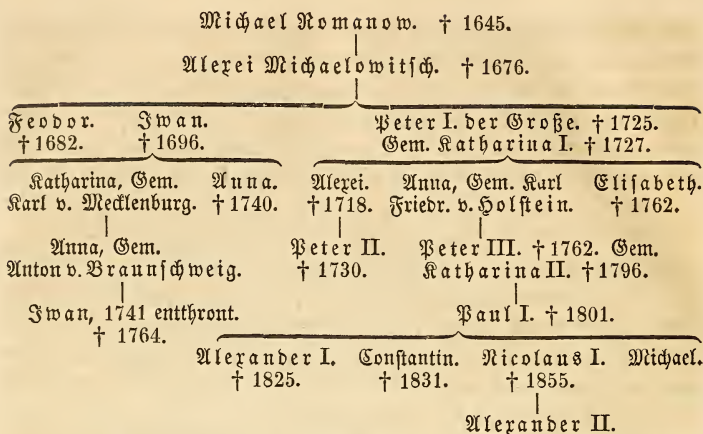 Michael Romanow. † 1645.
Alexei Michaelowitsch. † 1676.
Feodor. Iwan. Peter I. der Große. † 1725.
† 1682. † 1696. Gem. Katharina I. † 1727.
Katharina, Gem. Anna. Alexei. Anna, Gem. Karl Elisabeth.
Karl v. Mecklenburg. † 1740. † 1718. Friedr. v. Holstein. † 1762.
Anna, Gem. Peter II. Peter III. † 1762. Gem.
Anton v. Braunschweig. † 1730. Katharina II. † 1796.
Iwan, 1741 entthront. Paul I. † 1801.
† 1764.
Alexander I. Constantin. Nicolaus I. Michael.
† 1825. † 1831. † 1855.
Alexander II.